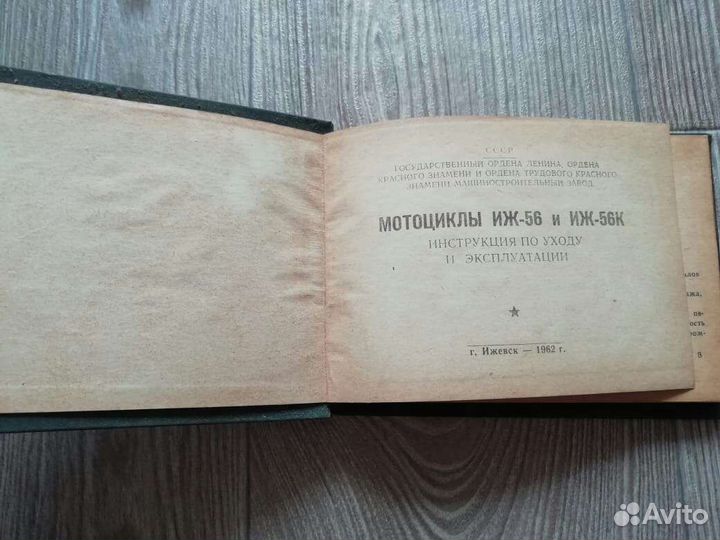 СССР
ГОСУДАРСТВЕННЫЙ ОРДЕНА ЛЕНИНА, ОРДЕНА
КРАСНОГО ЗНАМЕНИ И ОРДЕНА ТРУДОВОГО КРАСНОГО
ЗНАМЕНИ МАШИНОСТРОИТЕЛЬНЫЙ ЗАВОД
МОТОЦИКЛЫ ИЖ-56 и ИЖ-56К
ИНСТРУКЦИЯ ПО УХОДУ
И ЭКСПЛУАТАЦИИ
г. Ижевск — 1962 г.
8
Avito